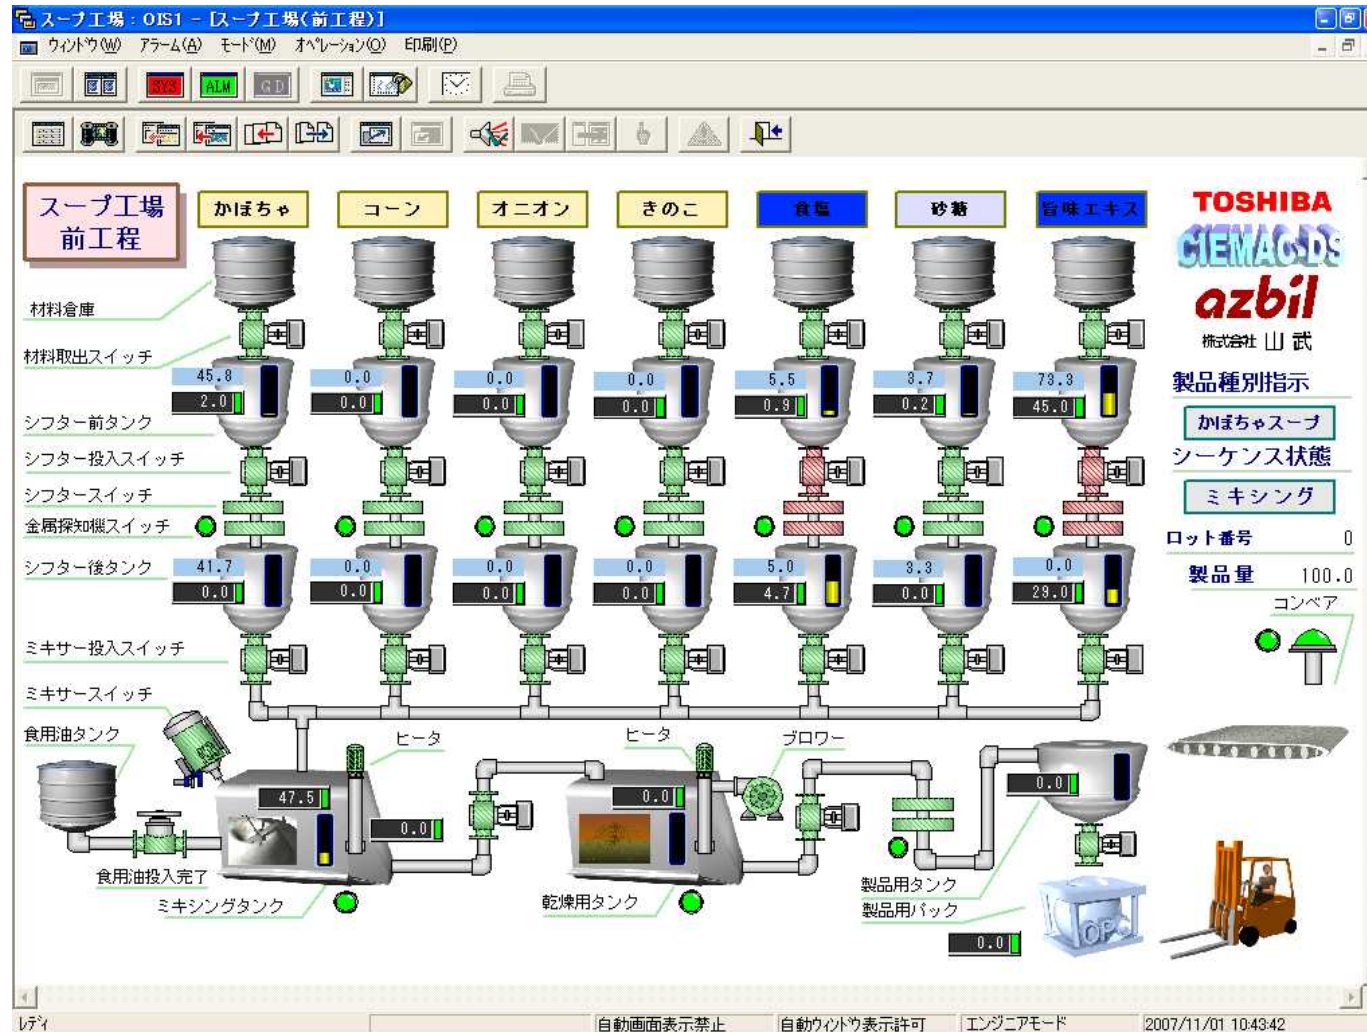 スープ工場 : OIS1 - [スープ工場(前工程)]
ウィンドウ(W) アラーム(A) モード(M) オペレーション(O) 印刷(P)
SYS ALM GD
スープ工場
前工程
かぼちゃ コーン オニオン きのこ 食塩 砂糖 旨味エキス
TOSHIBA
CIEMAC-DS
azbil
株式会社 山武
材料倉庫
材料取出スイッチ
45.8 0.0 0.0 0.0 5.5 3.7 73.3
2.0 0.0 0.0 0.0 0.9 0.2 45.0
製品種別指示
かぼちゃスープ
シフター前タンク
シフター投入スイッチ
シーケンス状態
シフタースイッチ
ミキシング
金属探知機スイッチ
ロット番号 0
シフター後タンク
41.7 0.0 0.0 0.0 5.0 3.3 0.0
0.0 0.0 0.0 0.0 4.7 0.0 29.0
製品量 100.0
コンベア
ミキサー投入スイッチ
ミキサースイッチ
食用油タンク
ヒータ
ヒータ
ブロワー
47.5
0.0
0.0
0.0
食用油投入完了
ミキシングタンク
乾燥用タンク
製品用タンク
製品用パック
0.0
OPC
レディ
自動画面表示禁止 自動ウィンドウ表示許可 エンジニアモード 2007/11/01 10:43:42